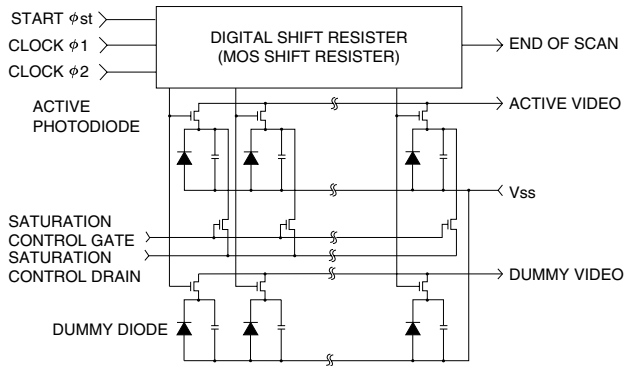 START φst
CLOCK φ1
CLOCK φ2
DIGITAL SHIFT RESISTER
(MOS SHIFT RESISTER)
END OF SCAN
ACTIVE
PHOTODIODE
ACTIVE VIDEO
Vss
SATURATION
CONTROL GATE
SATURATION
CONTROL DRAIN
DUMMY VIDEO
DUMMY DIODE